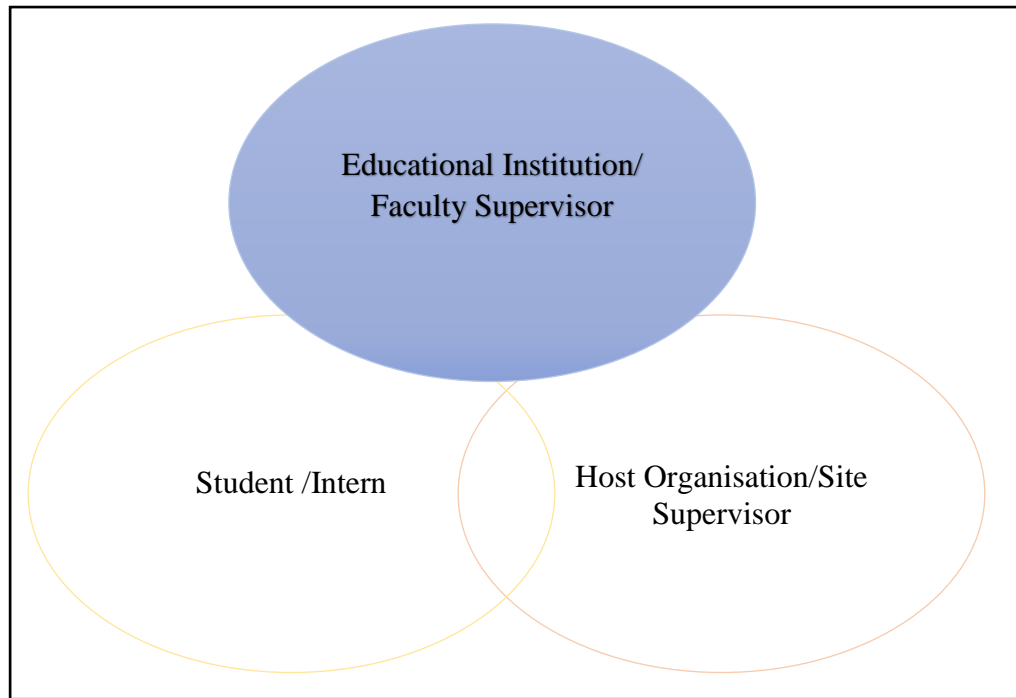 Educational Institution/
Faculty Supervisor
Student /Intern
Host Organisation/Site
Supervisor